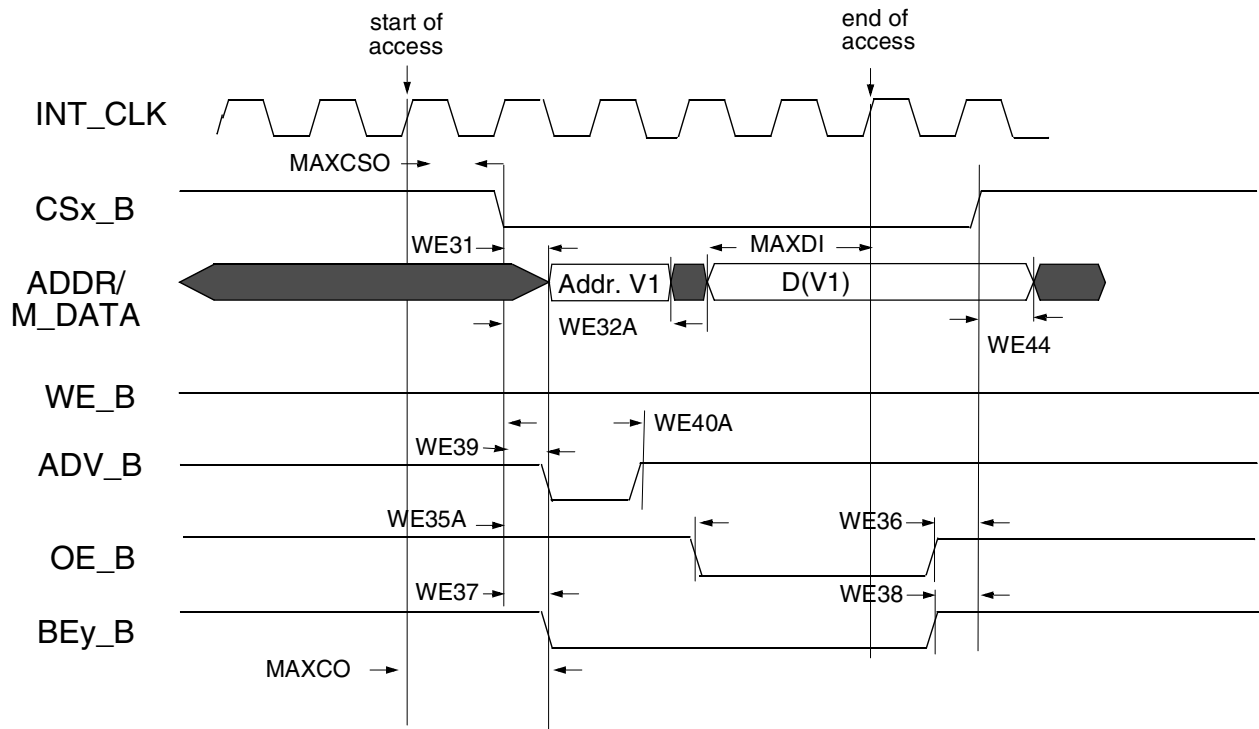 start of
access
end of
access
INT_CLK
MAXCSO
CSx_B
WE31
MAXDI
ADDR/
M_DATA
Addr. V1
D(V1)
WE32A
WE44
WE_B
WE40A
WE39
ADV_B
WE35A
WE36
OE_B
WE37
WE38
BEy_B
MAXCO